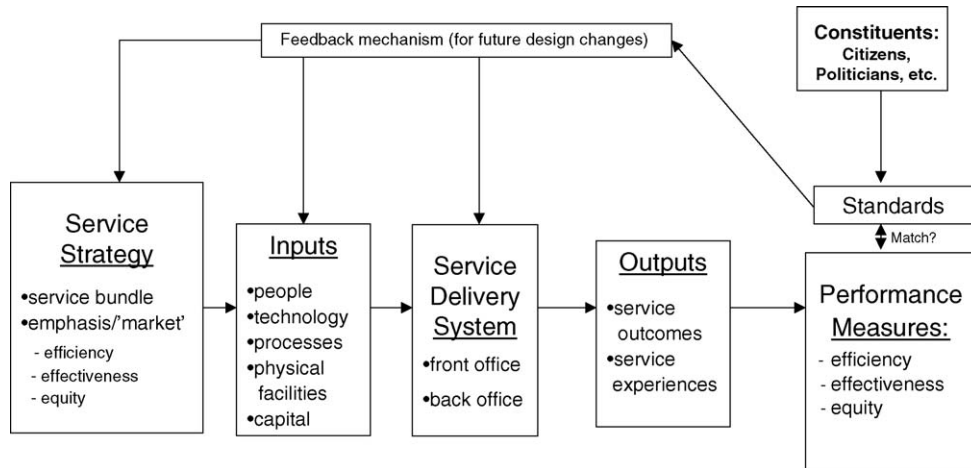 Feedback mechanism (for future design changes)
Constituents:
Citizens,
Politicians, etc.
Service
Strategy
•service bundle
•emphasis/'market'
- efficiency
- effectiveness
- equity
Inputs
•people
•technology
•processes
•physical
facilities
•capital
Service
Delivery
System
•front office
•back office
Outputs
•service
outcomes
•service
experiences
Standards
Match?
Performance
Measures:
- efficiency
- effectiveness
- equity